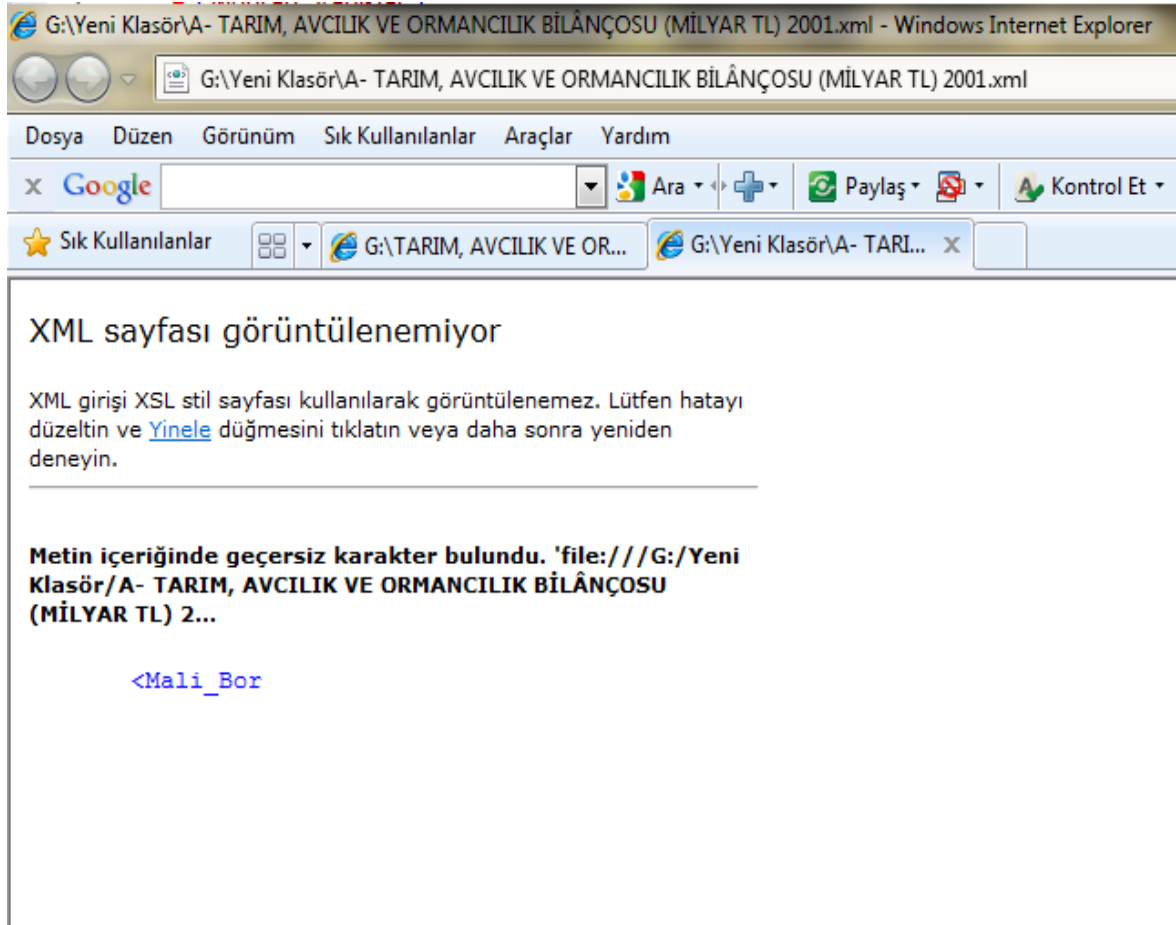 G:\Yeni Klasör\A- TARIM, AVCILIK VE ORMANCILIK BİLÂNÇOSU (MİLYAR TL) 2001.xml - Windows Internet Explorer
G:\Yeni Klasör\A- TARIM, AVCILIK VE ORMANCILIK BİLÂNÇOSU (MİLYAR TL) 2001.xml
Dosya Düzen Görünüm Sık Kullanılanlar Araçlar Yardım
x Google Ara Paylaş Kontrol Et
Sık Kullanılanlar G:\TARIM, AVCILIK VE OR... G:\Yeni Klasör\A- TARI... X
XML sayfası görüntülenemiyor
XML girişi XSL stil sayfası kullanılarak görüntülenemez. Lütfen hatayı
düzeltin ve Yinele düğmesini tıklatın veya daha sonra yeniden
deneyin.
Metin içeriğinde geçersiz karakter bulundu. 'file:///G:/Yeni
Klasör/A- TARIM, AVCILIK VE ORMANCILIK BİLÂNÇOSU
(MİLYAR TL) 2...
<Mali_Bor